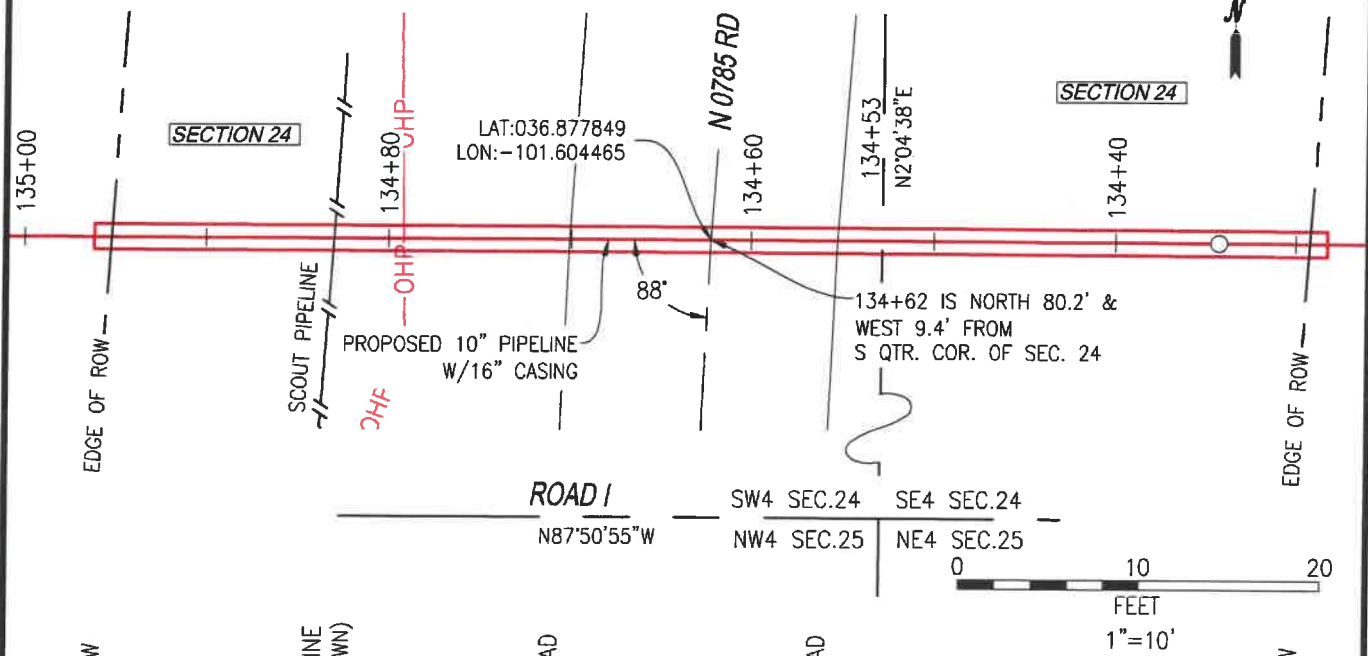 N
SECTION 24
SECTION 24
135+00
134+80
134+60
134+53
N2°04'38"E
134+40
N 0785 RD
LAT:036.877849
LON:-101.604465
OHP
OHP
88°
SCOUT PIPELINE
PROPOSED 10" PIPELINE
W/16" CASING
134+62 IS NORTH 80.2' &
WEST 9.4' FROM
S QTR. COR. OF SEC. 24
EDGE OF ROW
EDGE OF ROW
ROAD I
N87°50'55"W
SW4 SEC.24
SE4 SEC.24
NW4 SEC.25
NE4 SEC.25
0 10 20
FEET
1"=10'